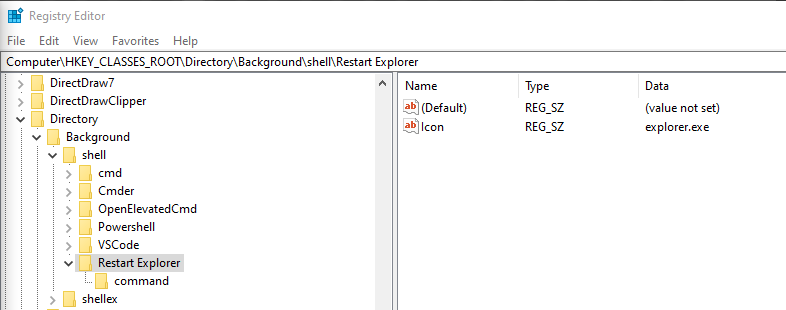 Registry Editor
File Edit View Favorites Help
Computer\HKEY_CLASSES_ROOT\Directory\Background\shell\Restart Explorer
DirectDraw7
DirectDrawClipper
Directory
Background
shell
cmd
Cmder
OpenElevatedCmd
Powershell
VSCode
Restart Explorer
command
shellex
Name Type Data
ab (Default) REG_SZ (value not set)
ab Icon REG_SZ explorer.exe